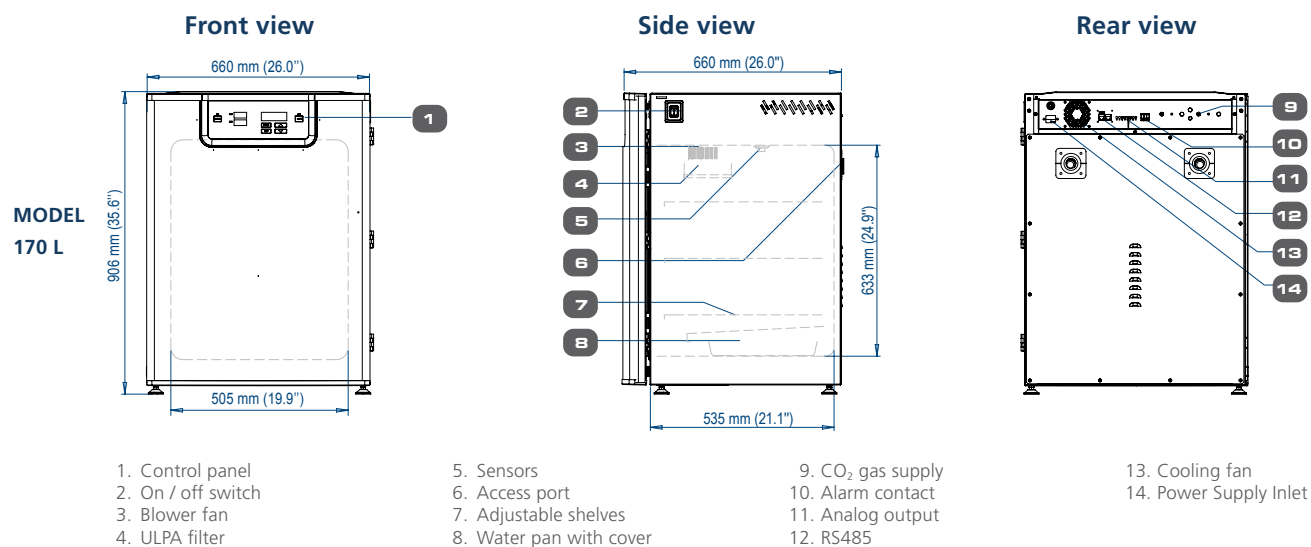 Front view
Side view
Rear view
660 mm (26.0”)
660 mm (26.0")
1
2
3
4
5
6
7
8
9
10
11
12
13
14
MODEL
170 L
906 mm (35.6")
633 mm (24.9")
505 mm (19.9”)
535 mm (21.1")
1. Control panel
2. On / off switch
3. Blower fan
4. ULPA filter
5. Sensors
6. Access port
7. Adjustable shelves
8. Water pan with cover
9. CO₂ gas supply
10. Alarm contact
11. Analog output
12. RS485
13. Cooling fan
14. Power Supply Inlet